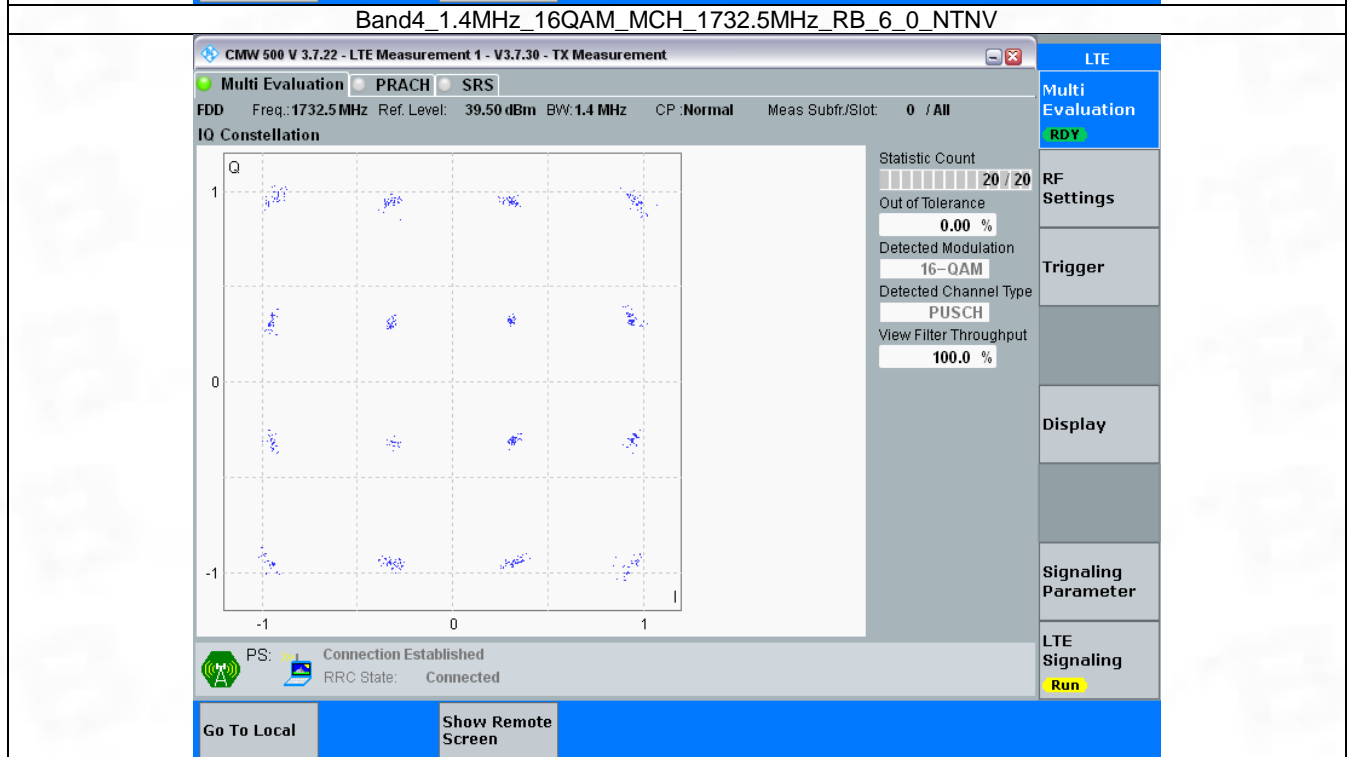 Band4_1.4MHz_16QAM_MCH_1732.5MHz_RB_6_0_NTNV
CMW 500 V 3.7.22 - LTE Measurement 1 - V3.7.30 - TX Measurement
LTE
Multi Evaluation PRACH SRS
FDD Freq.:1732.5 MHz Ref. Level: 39.50 dBm BW:1.4 MHz CP :Normal Meas Subfr./Slot: 0 / All
IQ Constellation
Q
1
0
-1
-1 0 1
I
Statistic Count
20 / 20
Out of Tolerance
0.00 %
Detected Modulation
16-QAM
Detected Channel Type
PUSCH
View Filter Throughput
100.0 %
Multi
Evaluation
RDY
RF
Settings
Trigger
Display
Signaling
Parameter
LTE
Signaling
Run
PS: Connection Established
RRC State: Connected
Go To Local
Show Remote
Screen